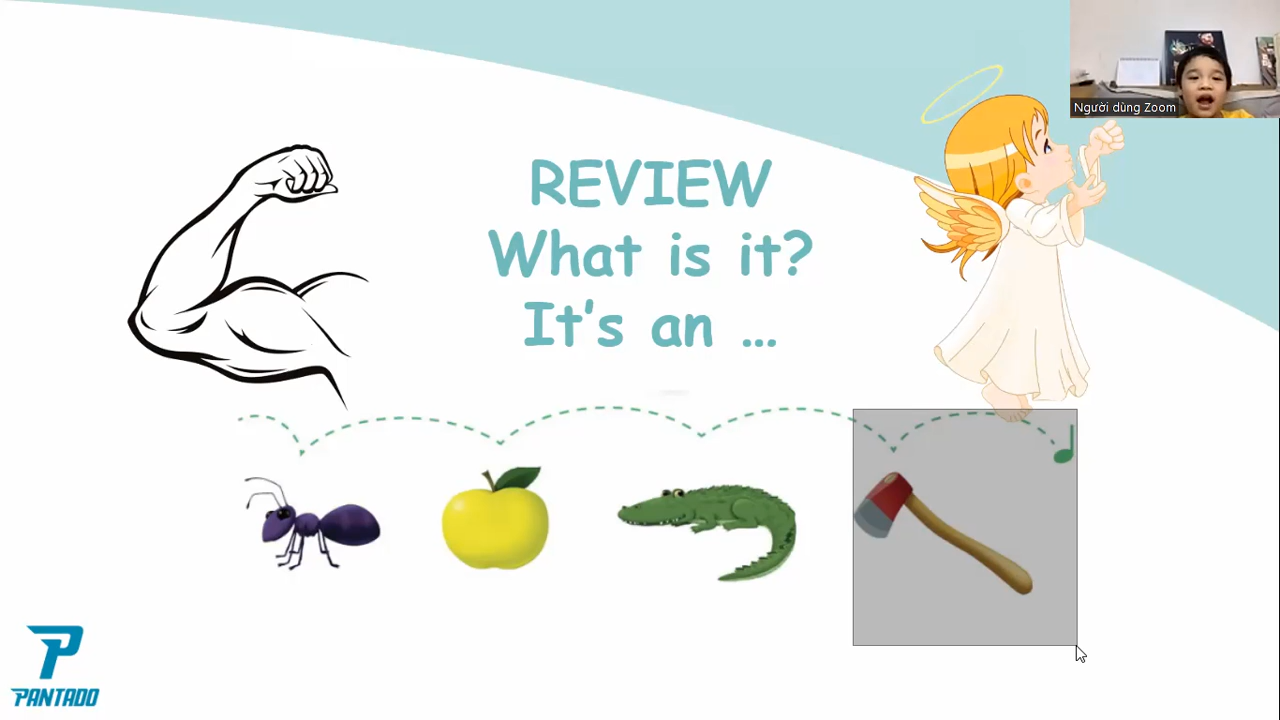 Người dùng Zoom
REVIEW
What is it?
It's an ...
PANTADO